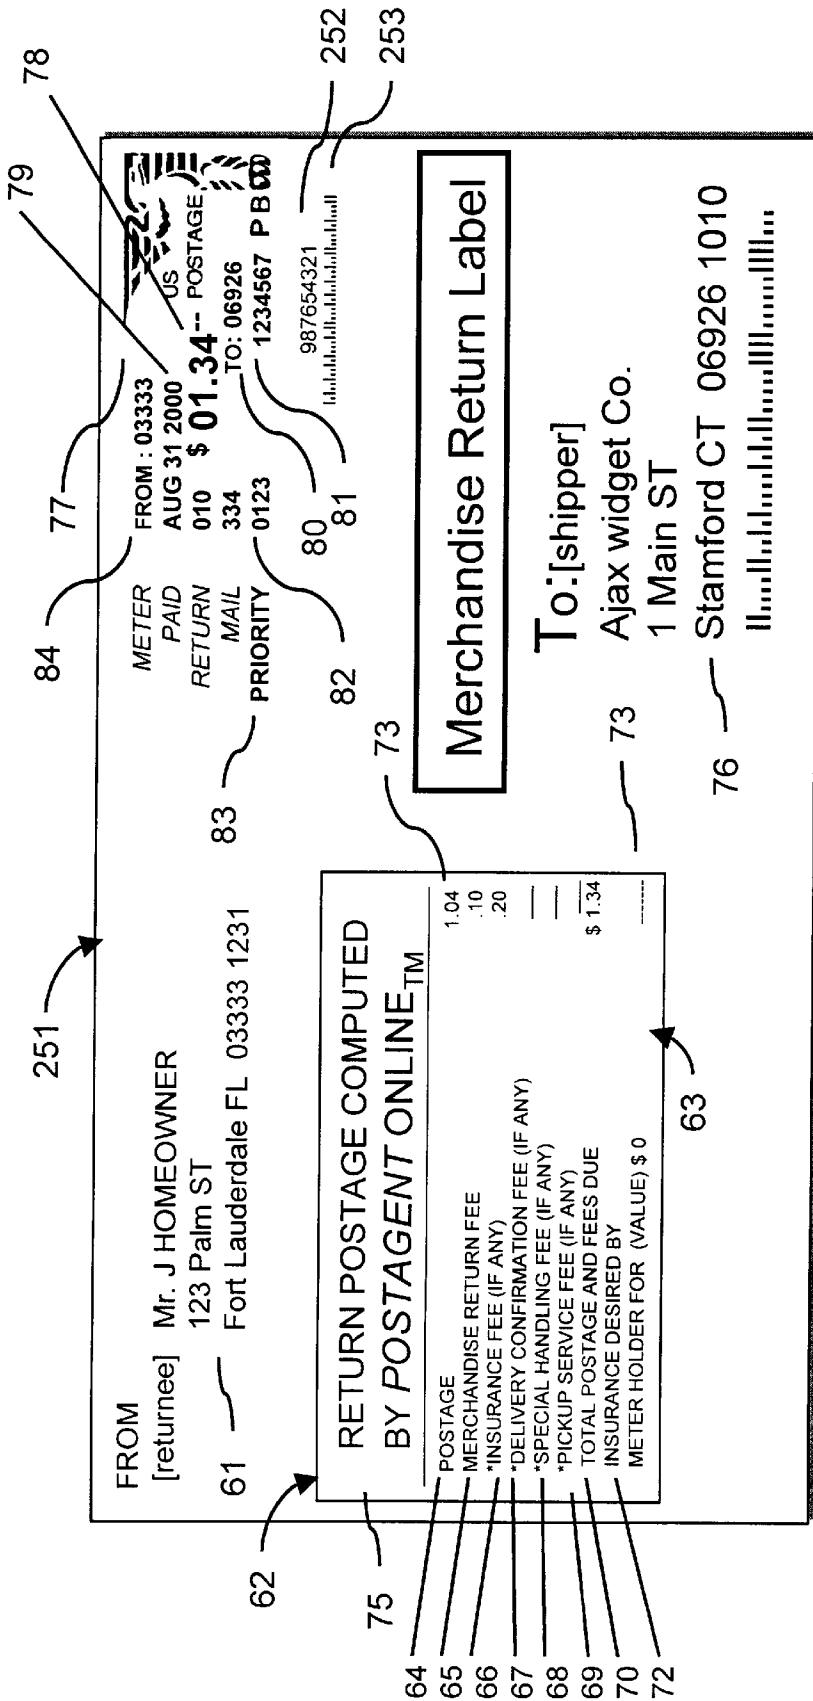 251
84
77
79
78
FROM
[returnee] Mr. J HOMEOWNER
123 Palm ST
61 Fort Lauderdale FL 03333 1231
METER
PAID
RETURN
MAIL
83 PRIORITY
FROM : 03333
AUG 31 2000
010 $ 01.34--
334
0123
US
POSTAGE
TO: 06926
1234567 PB
82
80
81
987654321
252
253
62
75
RETURN POSTAGE COMPUTED
BY POSTAGENT ONLINE TM
73
64 POSTAGE 1.04
65 MERCHANDISE RETURN FEE .10
66 *INSURANCE FEE (IF ANY) .20
67 *DELIVERY CONFIRMATION FEE (IF ANY)
68 *SPECIAL HANDLING FEE (IF ANY)
69 *PICKUP SERVICE FEE (IF ANY)
70 TOTAL POSTAGE AND FEES DUE $ 1.34
72 INSURANCE DESIRED BY
METER HOLDER FOR (VALUE) $ 0 -------
63
73
Merchandise Return Label
To:[shipper]
Ajax widget Co.
1 Main ST
76 Stamford CT 06926 1010